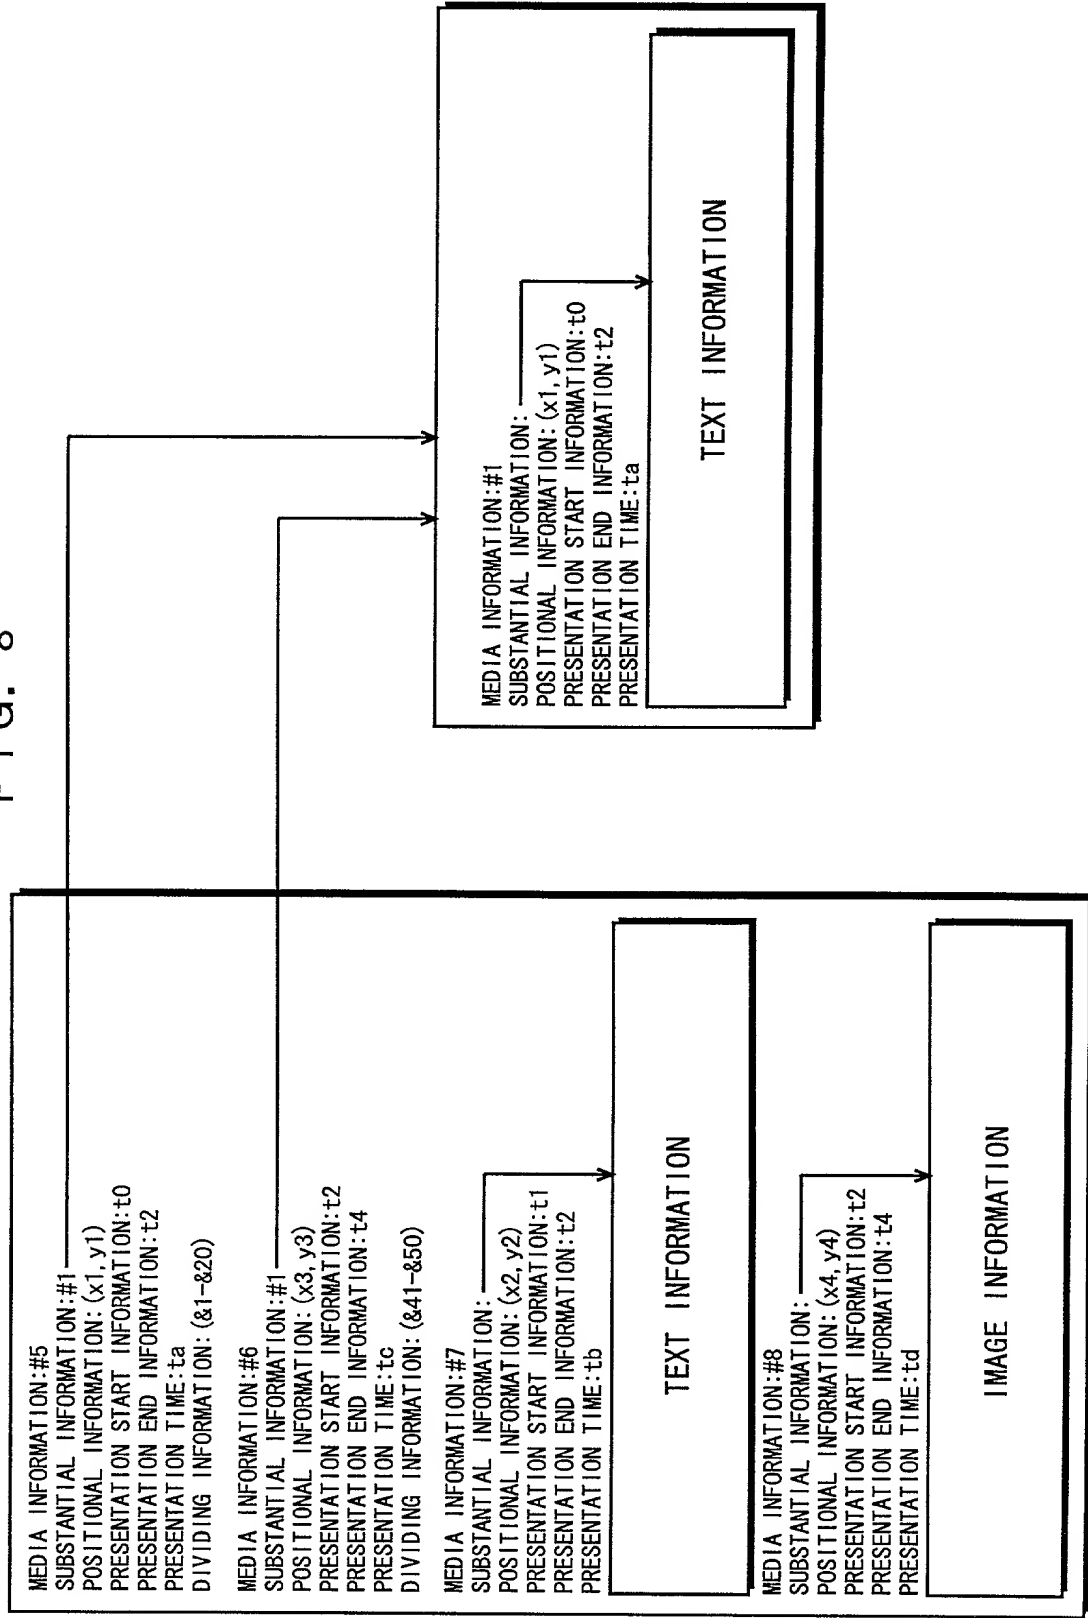 FIG. 8
MEDIA INFORMATION:#5
SUBSTANTIAL INFORMATION:#1
POSITIONAL INFORMATION:(x1,y1)
PRESENTATION START INFORMATION:t0
PRESENTATION END INFORMATION:t2
PRESENTATION TIME:ta
DIVIDING INFORMATION:(&1-&20)
MEDIA INFORMATION:#6
SUBSTANTIAL INFORMATION:#1
POSITIONAL INFORMATION:(x3,y3)
PRESENTATION START INFORMATION:t2
PRESENTATION END INFORMATION:t4
PRESENTATION TIME:tc
DIVIDING INFORMATION:(&41-&50)
MEDIA INFORMATION:#7
SUBSTANTIAL INFORMATION:
POSITIONAL INFORMATION:(x2,y2)
PRESENTATION START INFORMATION:t1
PRESENTATION END INFORMATION:t2
PRESENTATION TIME:tb
TEXT INFORMATION
MEDIA INFORMATION:#8
SUBSTANTIAL INFORMATION:
POSITIONAL INFORMATION:(x4,y4)
PRESENTATION START INFORMATION:t2
PRESENTATION END INFORMATION:t4
PRESENTATION TIME:td
IMAGE INFORMATION
MEDIA INFORMATION:#1
SUBSTANTIAL INFORMATION:
POSITIONAL INFORMATION:(x1,y1)
PRESENTATION START INFORMATION:t0
PRESENTATION END INFORMATION:t2
PRESENTATION TIME:ta
TEXT INFORMATION